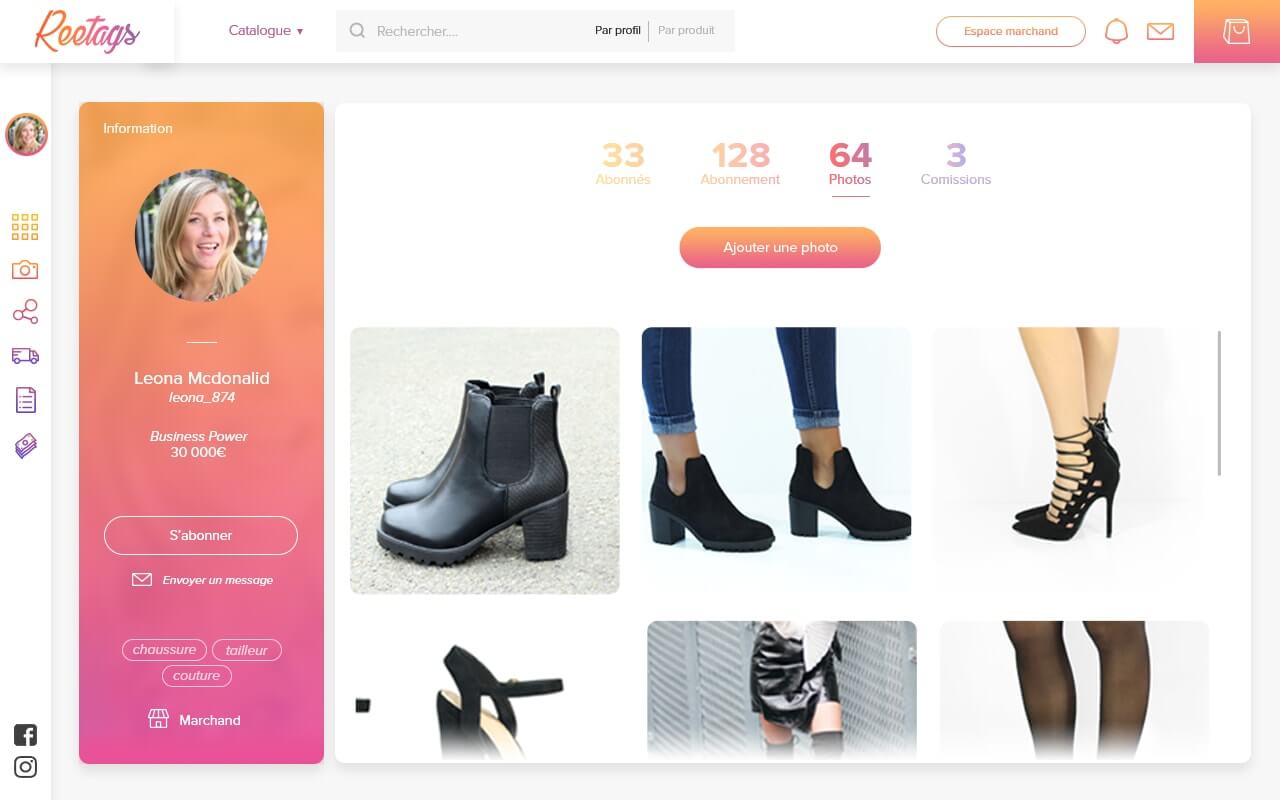 Reetags
Catalogue ▼
Rechercher....
Par profil | Par produit
Espace marchand
Information
Leona Mcdonalid
leona_874
Business Power
30 000€
S'abonner
Envoyer un message
chaussure
tailleur
couture
Marchand
33
Abonnés
128
Abonnement
64
Photos
3
Comissions
Ajouter une photo